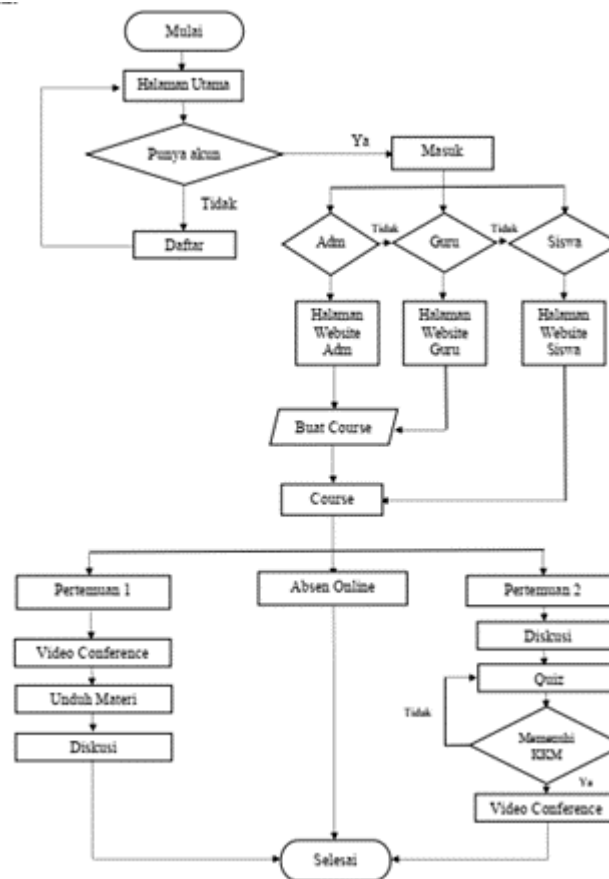 Mulai
Halaman Utama
Punya akun
Ya
Masuk
Tidak
Daftar
Adm
Tidak
Guru
Tidak
Siswa
Halaman
Website
Adm
Halaman
Website
Guru
Halaman
Website
Siswa
Buat Course
Course
Pertemuan 1
Absen Online
Pertemuan 2
Video Conference
Diskusi
Unduh Materi
Quiz
Tidak
Diskusi
Memenuhi
KKM
Ya
Video Conference
Selesai